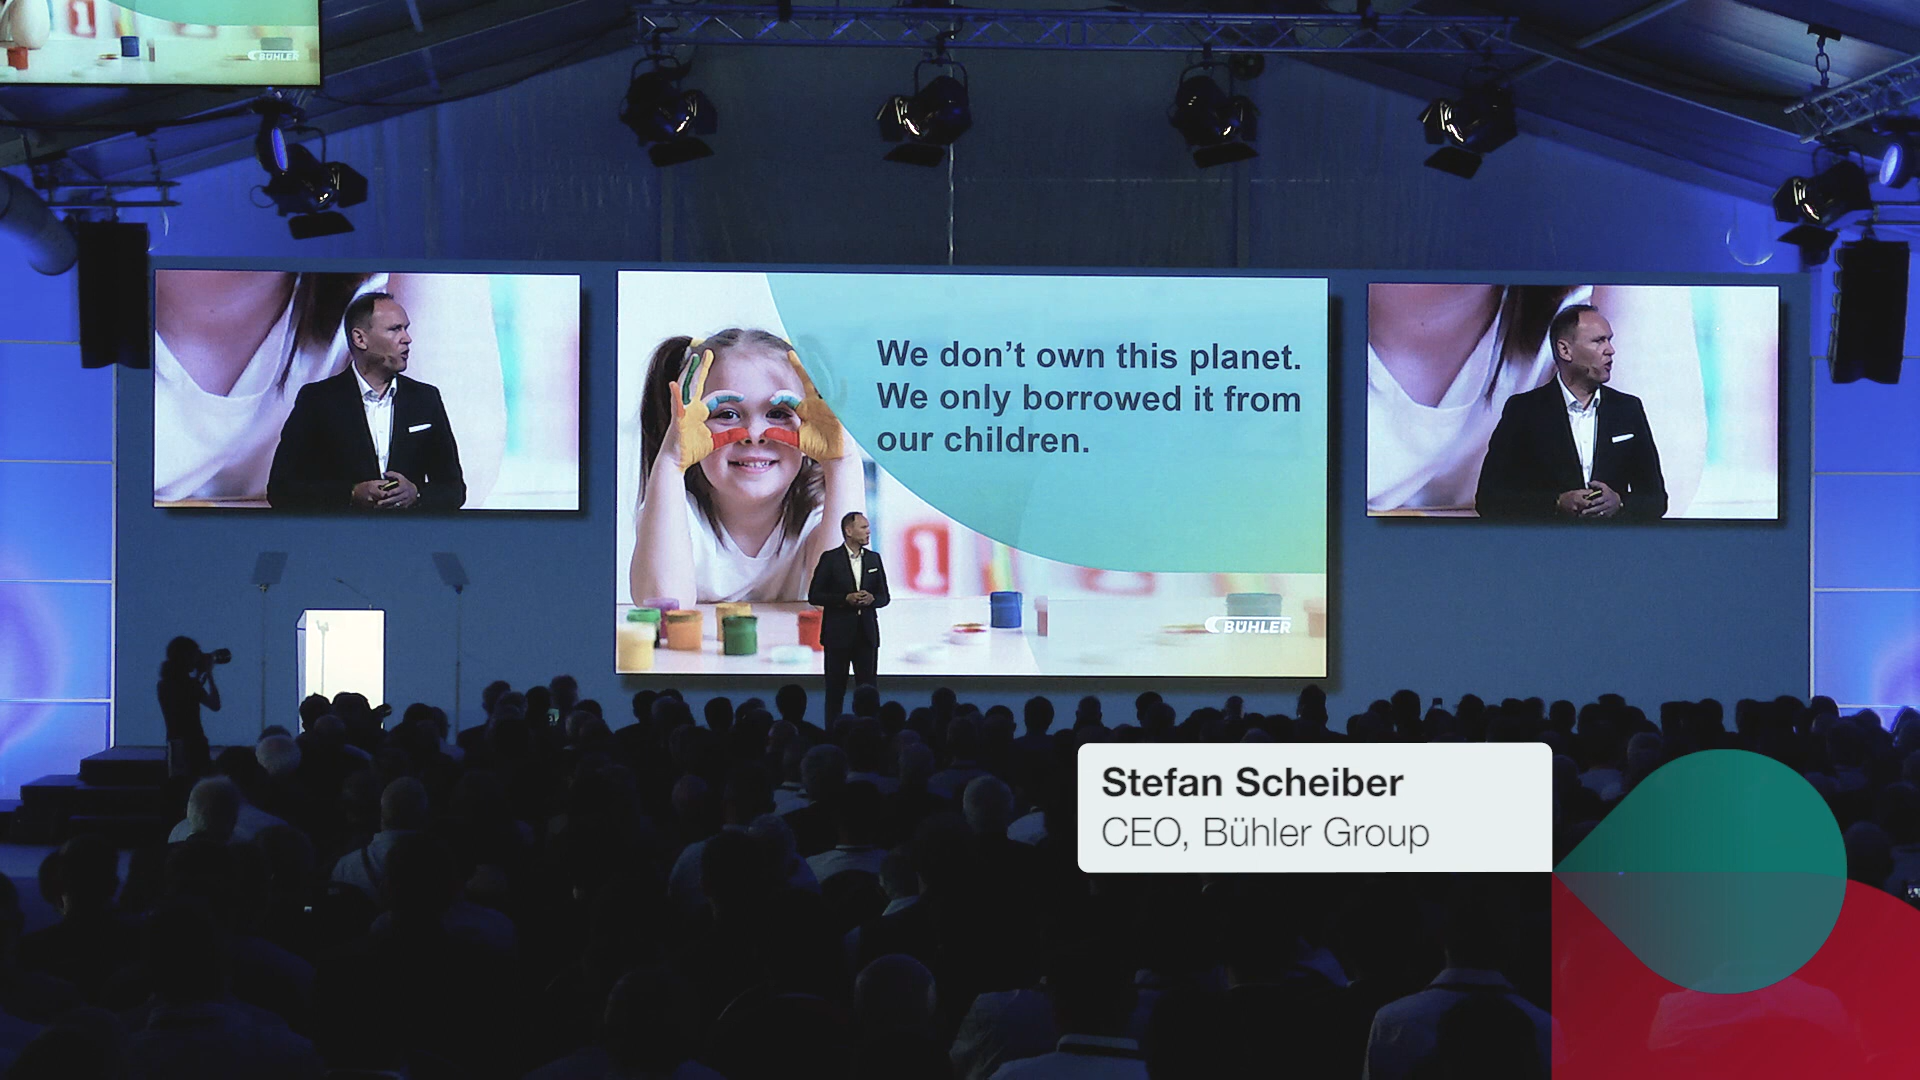 BÜHLER
We don't own this planet.
We only borrowed it from
our children.
1
BÜHLER
Stefan Scheiber
CEO, Bühler Group